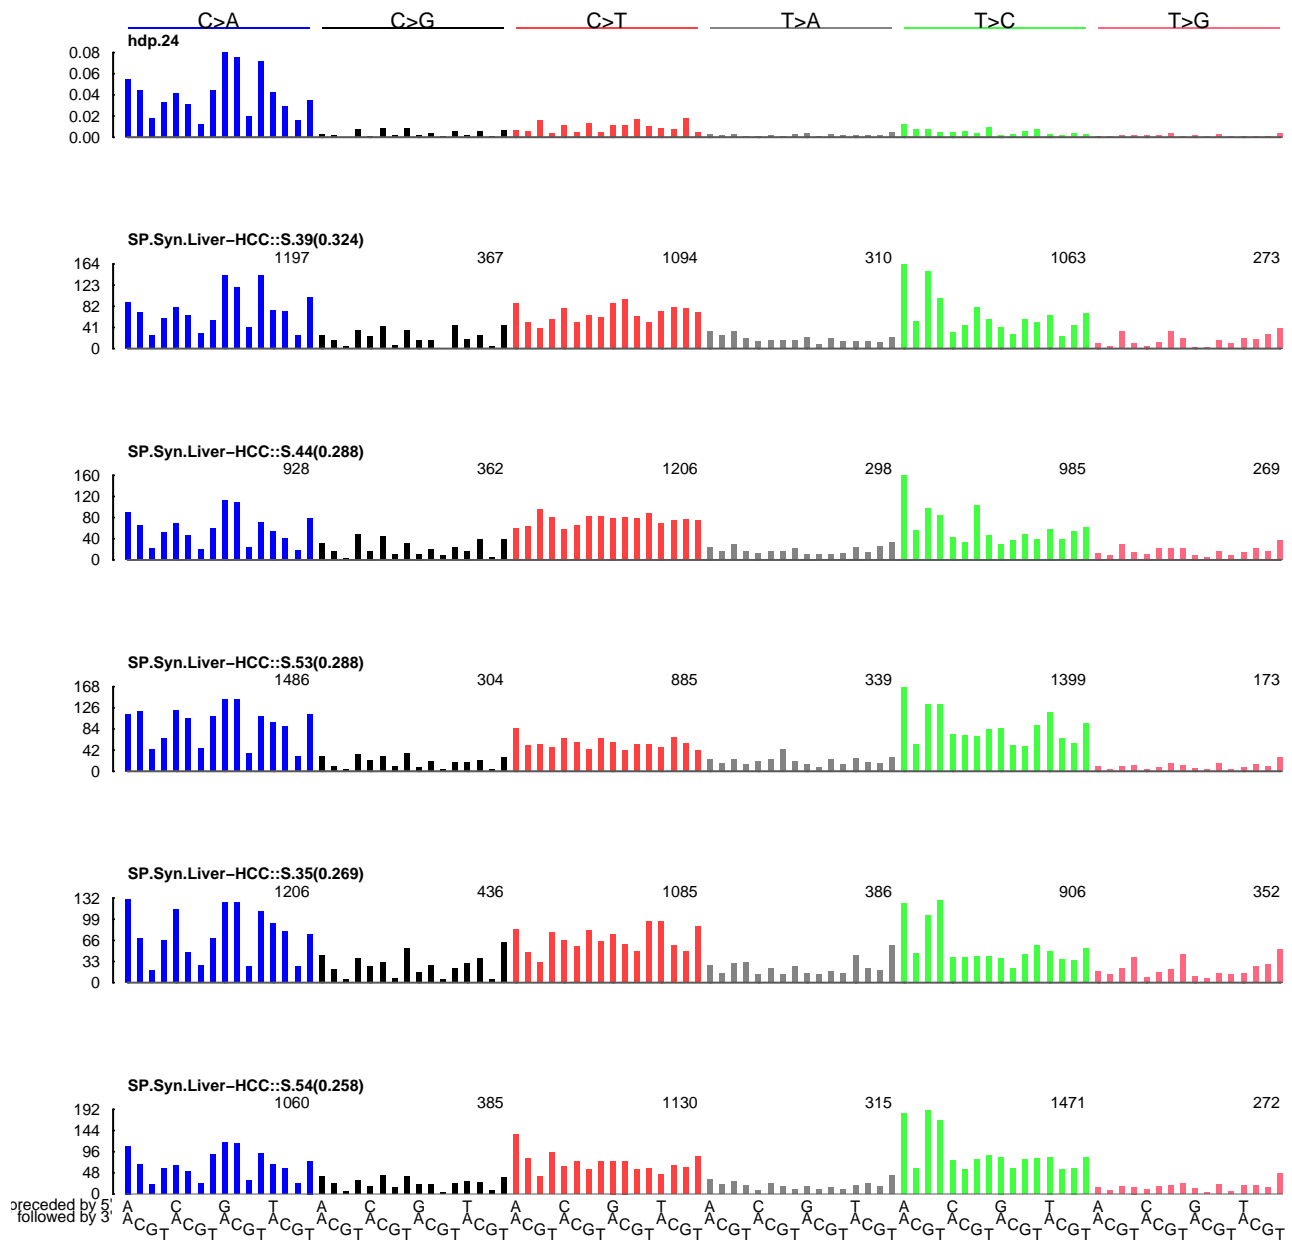 C>A C>G C>T T>A T>C T>G
hdp.24
0.08
0.06
0.04
0.02
0.00
SP.Syn.Liver−HCC::S.39(0.324)
1197 367 1094 310 1063 273
164
123
82
41
0
SP.Syn.Liver−HCC::S.44(0.288)
928 362 1206 298 985 269
160
120
80
40
0
SP.Syn.Liver−HCC::S.53(0.288)
1486 304 885 339 1399 173
168
126
84
42
0
SP.Syn.Liver−HCC::S.35(0.269)
1206 436 1085 386 906 352
132
99
66
33
0
SP.Syn.Liver−HCC::S.54(0.258)
1060 385 1130 315 1471 272
192
144
96
48
0
preceded by 5' A C G T A C G T A C G T A C G T A C G T A C G T
followed by 3' A C G T A C G T A C G T A C G T A C G T A C G T A C G T A C G T A C G T A C G T A C G T A C G T A C G T A C G T A C G T A C G T A C G T A C G T A C G T A C G T A C G T A C G T A C G T A C G T